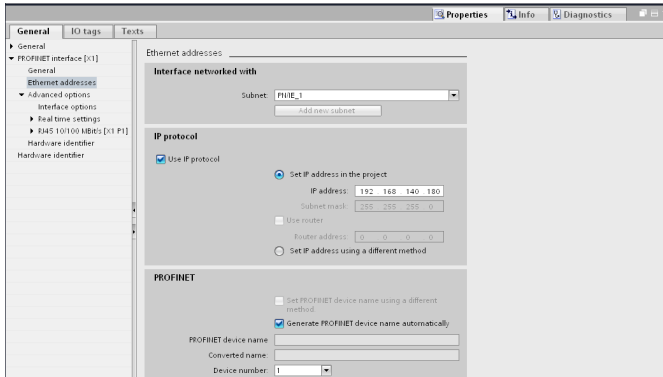 Properties Info Diagnostics
General IO tags Texts
General
PROFINET interface [X1]
General
Ethernet addresses
Advanced options
Interface options
Real time settings
RJ45 10/100 MBit/s [X1 P1]
Hardware identifier
Hardware identifier
Ethernet addresses
Interface networked with
Subnet: PN/IE_1
Add new subnet
IP protocol
Use IP protocol
Set IP address in the project
IP address: 192 . 168 . 140 . 180
Subnet mask: 255 . 255 . 255 . 0
Use router
Router address: 0 . 0 . 0 . 0
Set IP address using a different method
PROFINET
Set PROFINET device name using a different
method.
Generate PROFINET device name automatically
PROFINET device name
Converted name:
Device number: 1